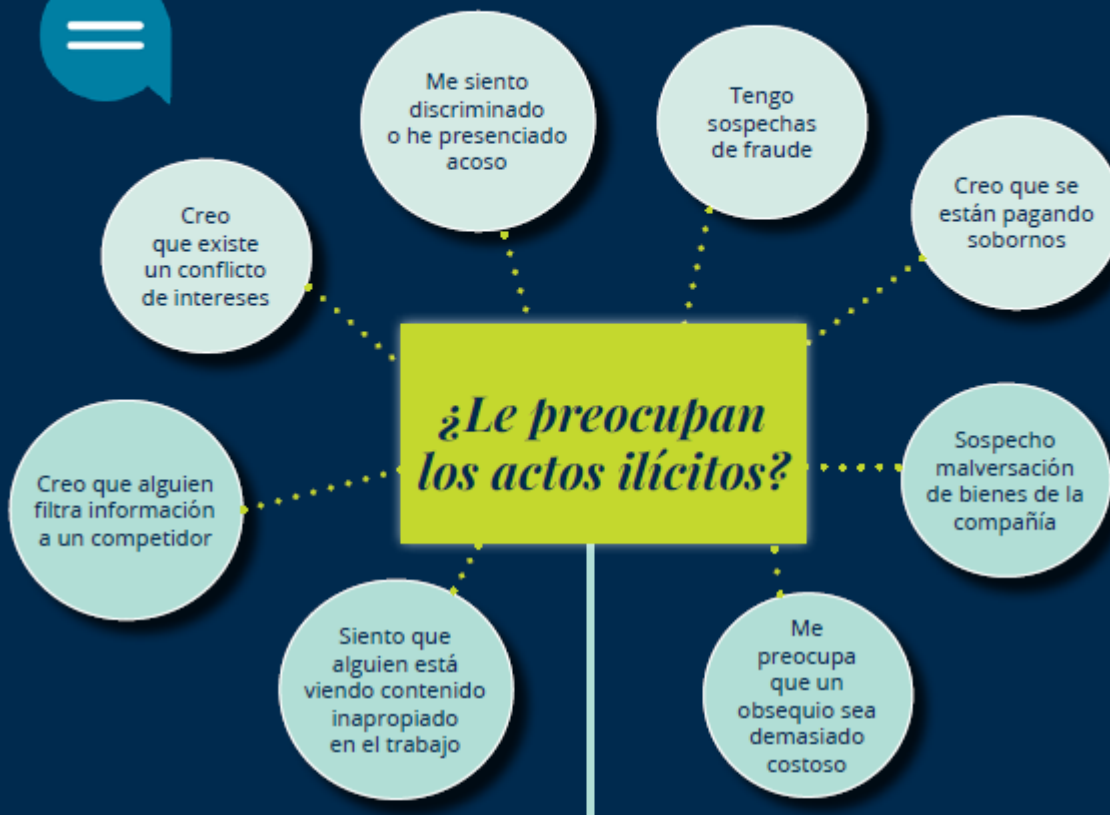 Me siento
discriminado
o he presenciado
acoso
Tengo
sospechas
de fraude
Creo que se
están pagando
sobornos
Creo
que existe
un conflicto
de intereses
¿Le preocupan
los actos ilícitos?
Sospecho
malversación
de bienes de la
compañía
Creo que alguien
filtra información
a un competidor
Siento que
alguien está
viendo contenido
inapropiado
en el trabajo
Me
preocupa
que un
obsequio sea
demasiado
costoso